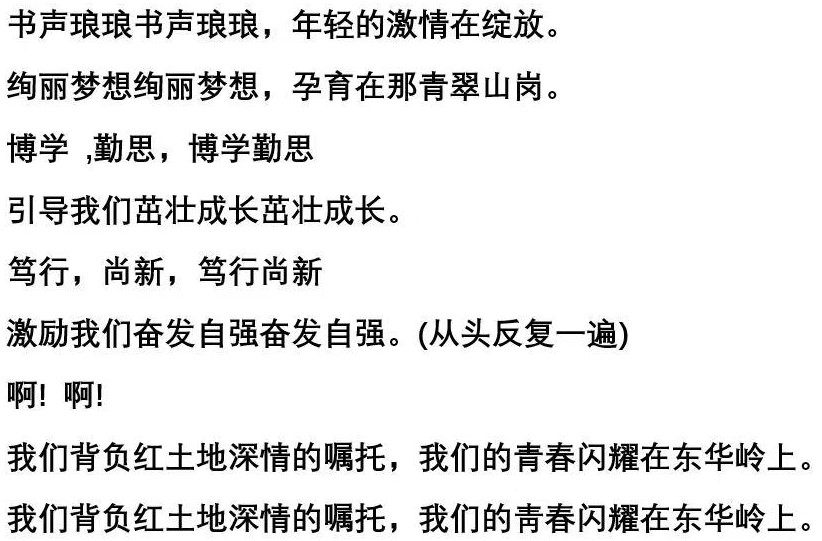 书声琅琅书声琅琅，年轻的激情在绽放。
绚丽梦想绚丽梦想，孕育在那青翠山岗。
博学 ,勤思，博学勤思
引导我们茁壮成长茁壮成长。
笃行，尚新，笃行尚新
激励我们奋发自强奋发自强。(从头反复一遍)
啊! 啊!
我们背负红土地深情的嘱托，我们的青春闪耀在东华岭上。
我们背负红土地深情的嘱托，我们的青春闪耀在东华岭上。